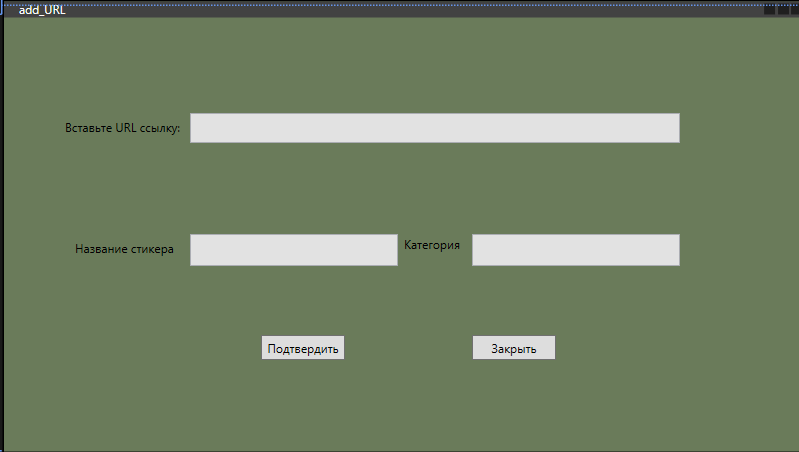 add_URL
Вставьте URL ссылку:
Название стикера
Категория
Подтвердить
Закрыть